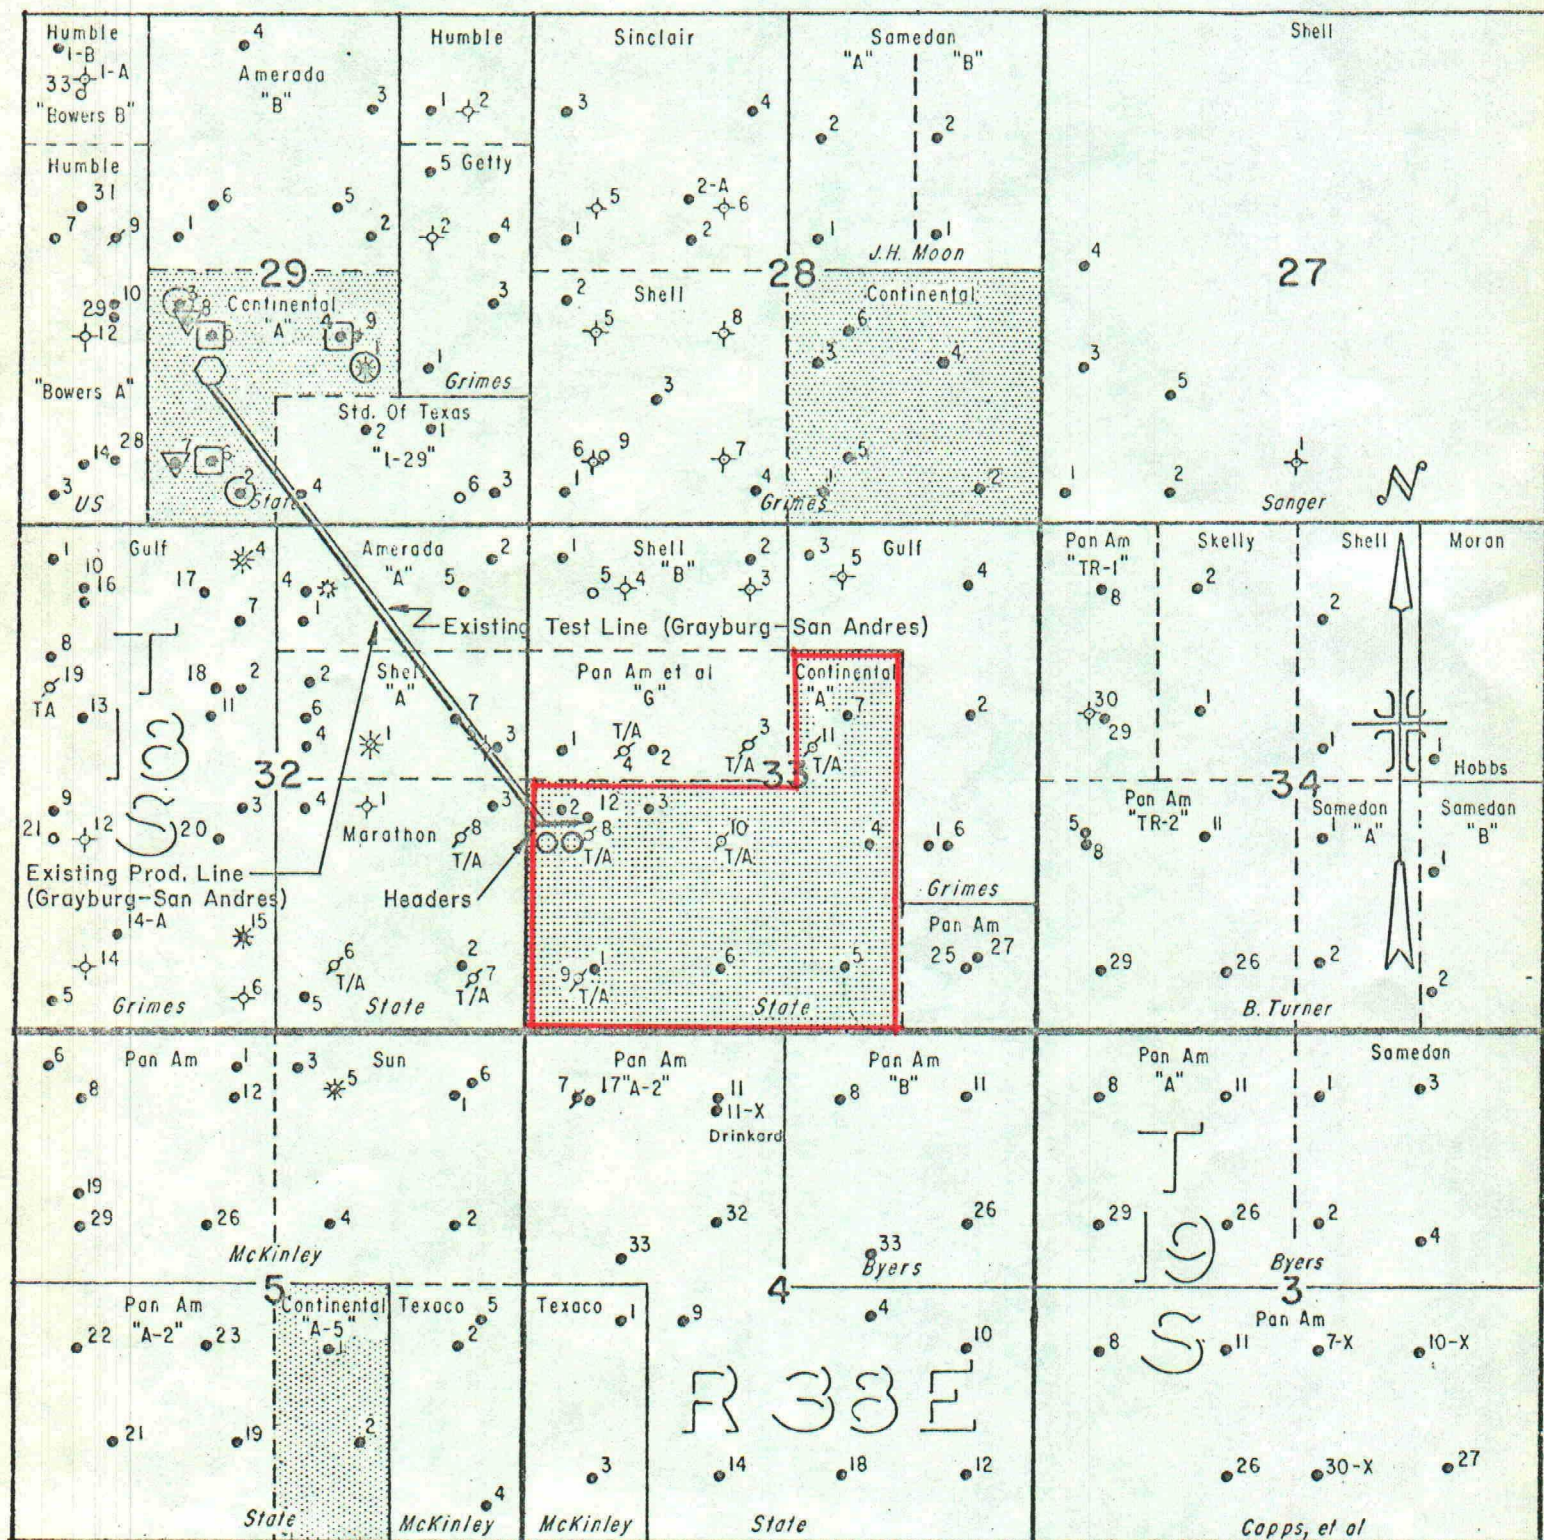 Humble
1-B
33 1-A
"Bowers B"
4
Amerada
"B"
3
6
5
1
2
Humble
1
2
5 Getty
2
4
3
1
Grimes
Sinclair
3
4
5
2-A
6
1
2
Samedan
"A" "B"
2
2
1
1
J.H. Moon
Shell
4
27
3
5
1
1
2
Sanger
N
Humble
31
7
9
10
29
12
"Bowers A"
14
28
3
US
29
3
8
Continental
"A"
4
9
7
2
State
Std. Of Texas
2
1
"1-29"
4
6
3
28
Shell
2
5
8
3
6
9
7
1
4
Grimes
Continental
6
3
4
5
1
2
Gulf
1
10
16
17
4
7
8
19
TA
18
2
11
13
9
3
21
12
20
14-A
15
14
5
6
Grimes
T
18
S
32
Amerada
"A"
2
4
5
1
Existing Test Line (Grayburg-San Andres)
Shell
"A"
2
6
7
4
1
3
4
1
3
Marathon
8
T/A
Existing Prod. Line
(Grayburg-San Andres)
Headers
6
T/A
2
7
T/A
5
State
Shell
"B"
1
2
5
4
3
Gulf
3
5
4
2
1
6
Grimes
Pan Am et al
"G"
T/A
3
1
4
2
T/A
33
Continental
"A"
7
11
T/A
2
12
3
8
T/A
10
T/A
4
1
9
T/A
6
5
State
Pan Am
25
27
Pan Am
"TR-1"
8
30
29
Skelly
2
1
Shell
2
1
Moran
1
Hobbs
34
Pan Am
"TR-2"
5
8
11
29
26
Samedan
"A"
1
2
Samedan
"B"
1
2
B. Turner
6
Pan Am
1
8
12
19
29
26
McKinley
3
Sun
5
6
1
4
2
Pan Am
7
17 "A-2"
11
11-X
Drinkard
32
33
Pan Am
"B"
8
11
26
33
Byers
Pan Am
"A"
8
11
29
26
Samedan
1
3
2
4
Byers
T
19
S
5
Pan Am
"A-2"
22
23
21
19
State
Continental
"A-5"
1
2
Texaco
5
2
4
McKinley
Texaco
1
3
McKinley
4
9
4
10
R 38 E
14
18
12
State
3
Pan Am
8
11
7-X
10-X
26
30-X
27
Capps, et al